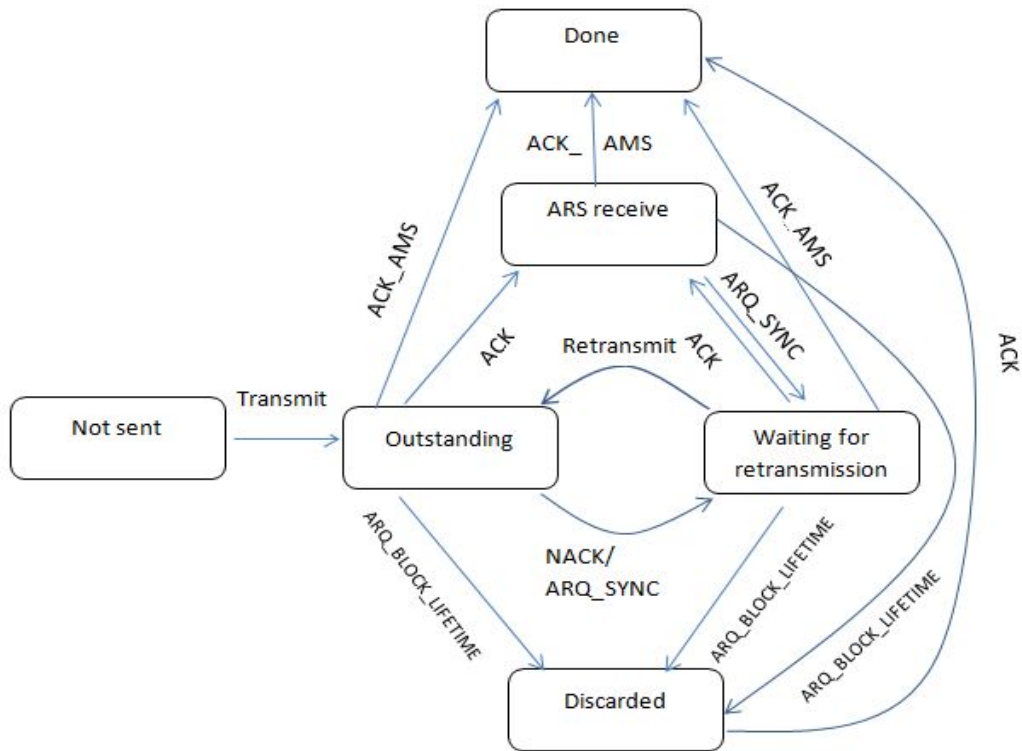 Done
ACK_ AMS
ARS receive
ACK_AMS
ACK_AMS
ACK
ARQ_SYNC
ACK
ACK
Retransmit
Transmit
Not sent
Outstanding
Waiting for
retransmission
NACK/
ARQ_SYNC
ARQ_BLOCK_LIFETIME
ARQ_BLOCK_LIFETIME
ARQ_BLOCK_LIFETIME
Discarded